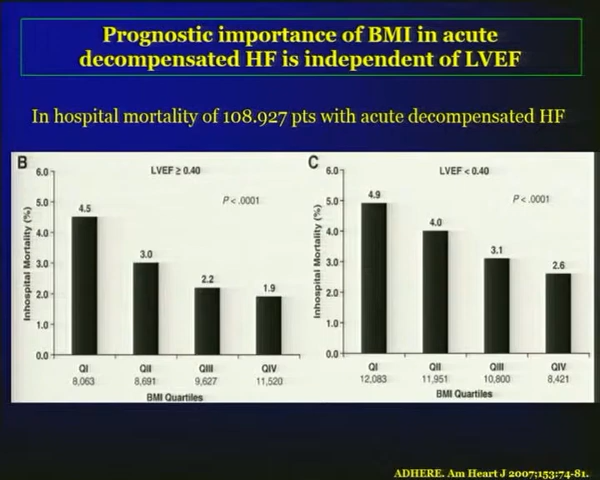 Prognostic importance of BMI in acute
decompensated HF is independent of LVEF
In hospital mortality of 108.927 pts with acute decompensated HF
B
LVEF ≥ 0.40
P < .0001
Inhospital Mortality (%)
6.0
5.0
4.0
3.0
2.0
1.0
0.0
4.5
3.0
2.2
1.9
QI QII QIII QIV
8,063 8,691 9,627 11,520
BMI Quartiles
C
LVEF < 0.40
P < .0001
Inhospital Mortality (%)
6.0
5.0
4.0
3.0
2.0
1.0
0.0
4.9
4.0
3.1
2.6
QI QII QIII QIV
12,083 11,951 10,800 8,421
BMI Quartiles
ADHERE. Am Heart J 2007;153:74-81.